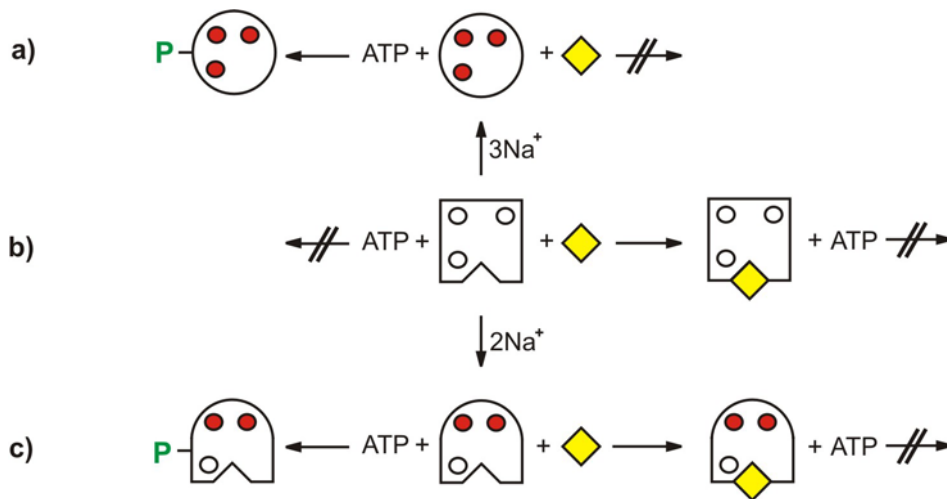 a) P ATP + + 
3Na+
b) ATP + + + ATP
2Na+
c) P ATP + + + ATP